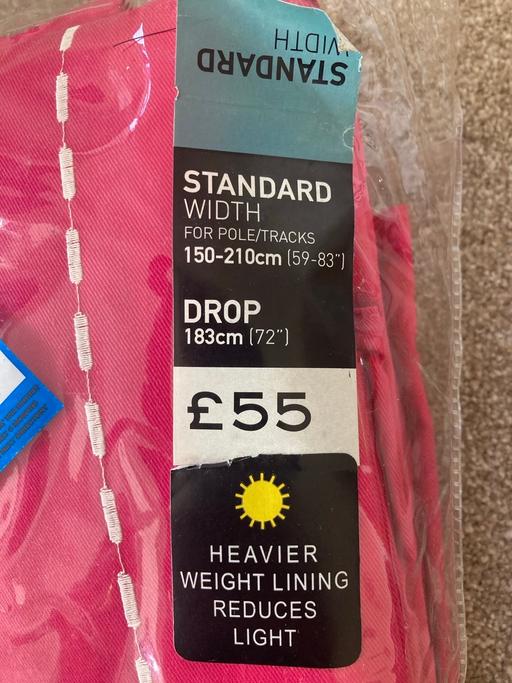 STANDARD
WIDTH
STANDARD
WIDTH
FOR POLE/TRACKS
150-210cm (59-83")
DROP
183cm (72")
£55
HEAVIER
WEIGHT LINING
REDUCES
LIGHT